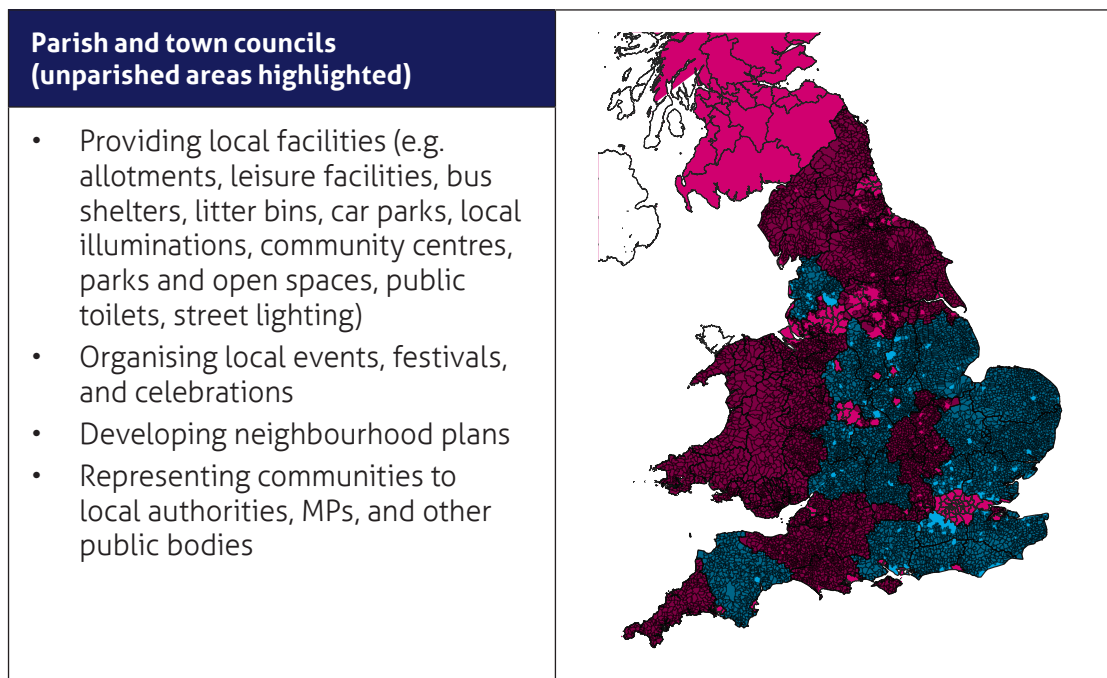 Parish and town councils
(unparished areas highlighted)
• Providing local facilities (e.g.
allotments, leisure facilities, bus
shelters, litter bins, car parks, local
illuminations, community centres,
parks and open spaces, public
toilets, street lighting)
• Organising local events, festivals,
and celebrations
• Developing neighbourhood plans
• Representing communities to
local authorities, MPs, and other
public bodies